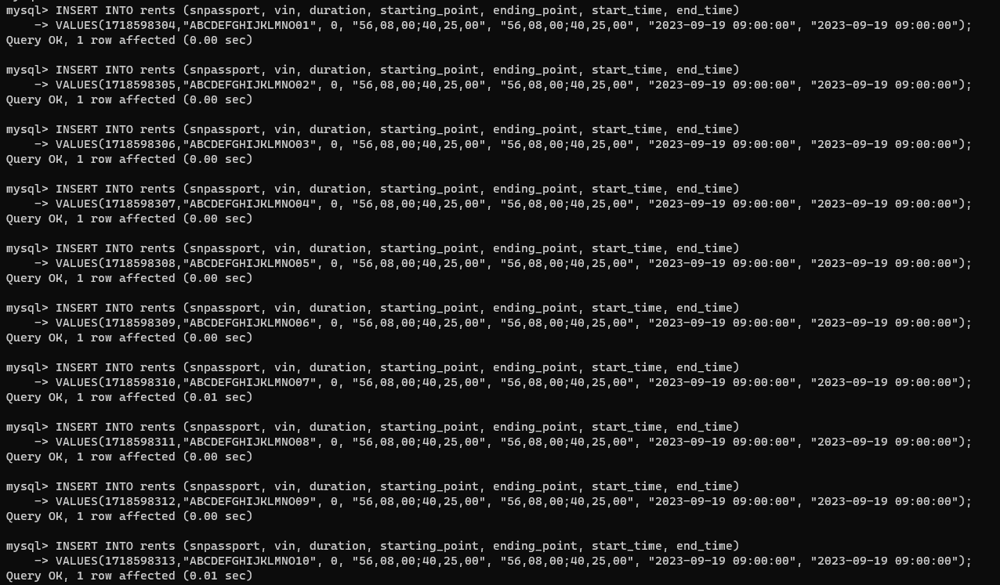 mysql> INSERT INTO rents (snpassport, vin, duration, starting_point, ending_point, start_time, end_time)
    -> VALUES(1718598304,"ABCDEFGHIJKLMNO01", 0, "56,08,00;40,25,00", "56,08,00;40,25,00", "2023-09-19 09:00:00", "2023-09-19 09:00:00");
Query OK, 1 row affected (0.00 sec)

mysql> INSERT INTO rents (snpassport, vin, duration, starting_point, ending_point, start_time, end_time)
    -> VALUES(1718598305,"ABCDEFGHIJKLMNO02", 0, "56,08,00;40,25,00", "56,08,00;40,25,00", "2023-09-19 09:00:00", "2023-09-19 09:00:00");
Query OK, 1 row affected (0.00 sec)

mysql> INSERT INTO rents (snpassport, vin, duration, starting_point, ending_point, start_time, end_time)
    -> VALUES(1718598306,"ABCDEFGHIJKLMNO03", 0, "56,08,00;40,25,00", "56,08,00;40,25,00", "2023-09-19 09:00:00", "2023-09-19 09:00:00");
Query OK, 1 row affected (0.00 sec)

mysql> INSERT INTO rents (snpassport, vin, duration, starting_point, ending_point, start_time, end_time)
    -> VALUES(1718598307,"ABCDEFGHIJKLMNO04", 0, "56,08,00;40,25,00", "56,08,00;40,25,00", "2023-09-19 09:00:00", "2023-09-19 09:00:00");
Query OK, 1 row affected (0.00 sec)

mysql> INSERT INTO rents (snpassport, vin, duration, starting_point, ending_point, start_time, end_time)
    -> VALUES(1718598308,"ABCDEFGHIJKLMNO05", 0, "56,08,00;40,25,00", "56,08,00;40,25,00", "2023-09-19 09:00:00", "2023-09-19 09:00:00");
Query OK, 1 row affected (0.00 sec)

mysql> INSERT INTO rents (snpassport, vin, duration, starting_point, ending_point, start_time, end_time)
    -> VALUES(1718598309,"ABCDEFGHIJKLMNO06", 0, "56,08,00;40,25,00", "56,08,00;40,25,00", "2023-09-19 09:00:00", "2023-09-19 09:00:00");
Query OK, 1 row affected (0.00 sec)

mysql> INSERT INTO rents (snpassport, vin, duration, starting_point, ending_point, start_time, end_time)
    -> VALUES(1718598310,"ABCDEFGHIJKLMNO07", 0, "56,08,00;40,25,00", "56,08,00;40,25,00", "2023-09-19 09:00:00", "2023-09-19 09:00:00");
Query OK, 1 row affected (0.01 sec)

mysql> INSERT INTO rents (snpassport, vin, duration, starting_point, ending_point, start_time, end_time)
    -> VALUES(1718598311,"ABCDEFGHIJKLMNO08", 0, "56,08,00;40,25,00", "56,08,00;40,25,00", "2023-09-19 09:00:00", "2023-09-19 09:00:00");
Query OK, 1 row affected (0.00 sec)

mysql> INSERT INTO rents (snpassport, vin, duration, starting_point, ending_point, start_time, end_time)
    -> VALUES(1718598312,"ABCDEFGHIJKLMNO09", 0, "56,08,00;40,25,00", "56,08,00;40,25,00", "2023-09-19 09:00:00", "2023-09-19 09:00:00");
Query OK, 1 row affected (0.00 sec)

mysql> INSERT INTO rents (snpassport, vin, duration, starting_point, ending_point, start_time, end_time)
    -> VALUES(1718598313,"ABCDEFGHIJKLMNO10", 0, "56,08,00;40,25,00", "56,08,00;40,25,00", "2023-09-19 09:00:00", "2023-09-19 09:00:00");
Query OK, 1 row affected (0.01 sec)